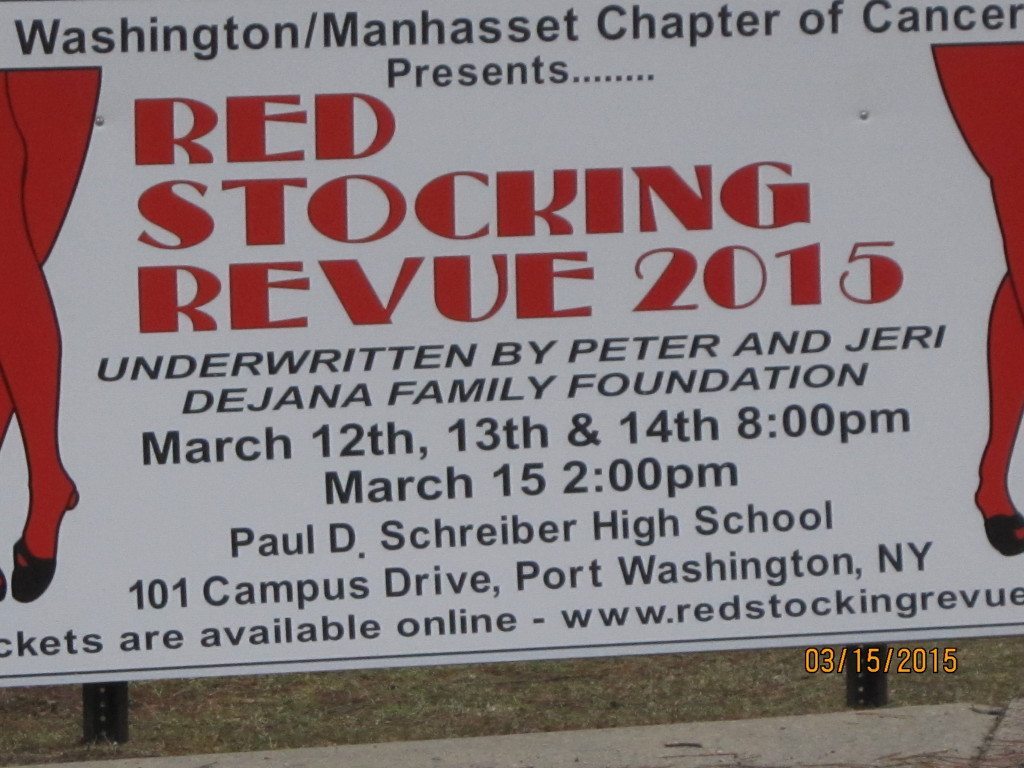 Washington/Manhasset Chapter of Cancer
Presents........
RED
STOCKING
REVUE 2015
UNDERWRITTEN BY PETER AND JERI
DEJANA FAMILY FOUNDATION
March 12th, 13th & 14th 8:00pm
March 15 2:00pm
Paul D. Schreiber High School
101 Campus Drive, Port Washington, NY
ckets are available online - www.redstockingrevue
03/15/2015